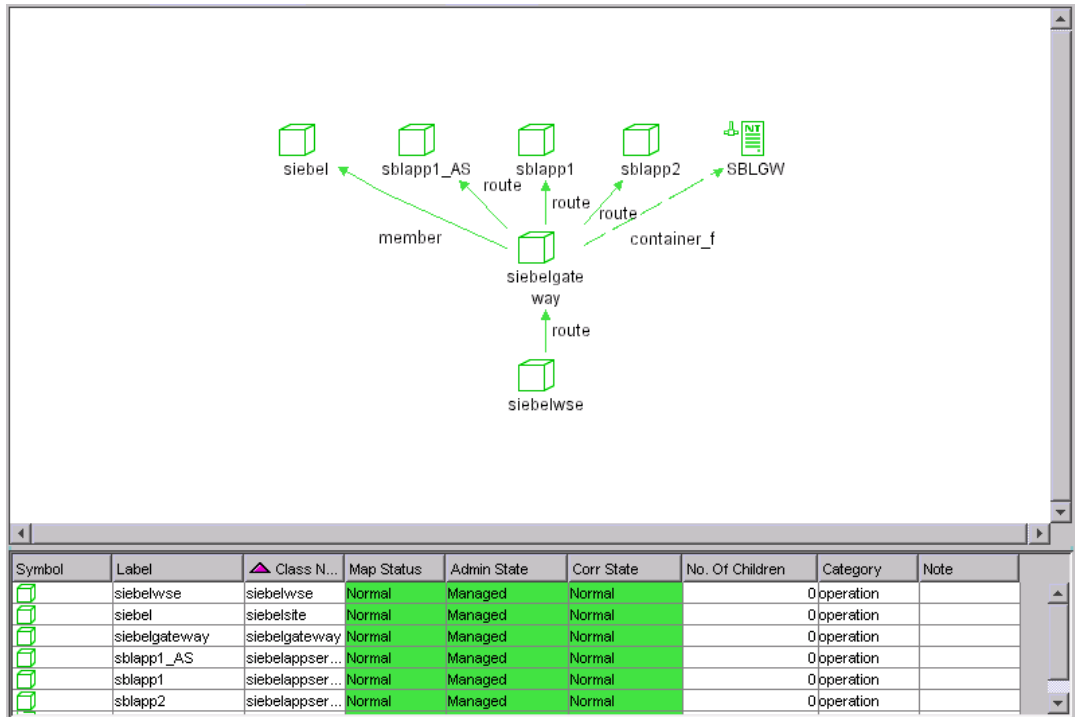 NT
siebel
sblapp1_AS
sblapp1
sblapp2
SBLGW
route
route
route
member
container_f
siebelgate
way
route
siebelwse
Symbol Label Class N... Map Status Admin State Corr State No. Of Children Category Note
siebelwse siebelwse Normal Managed Normal 0 operation
siebel siebelsite Normal Managed Normal 0 operation
siebelgateway siebelgateway Normal Managed Normal 0 operation
sblapp1_AS siebelappser... Normal Managed Normal 0 operation
sblapp1 siebelappser... Normal Managed Normal 0 operation
sblapp2 siebelappser... Normal Managed Normal 0 operation